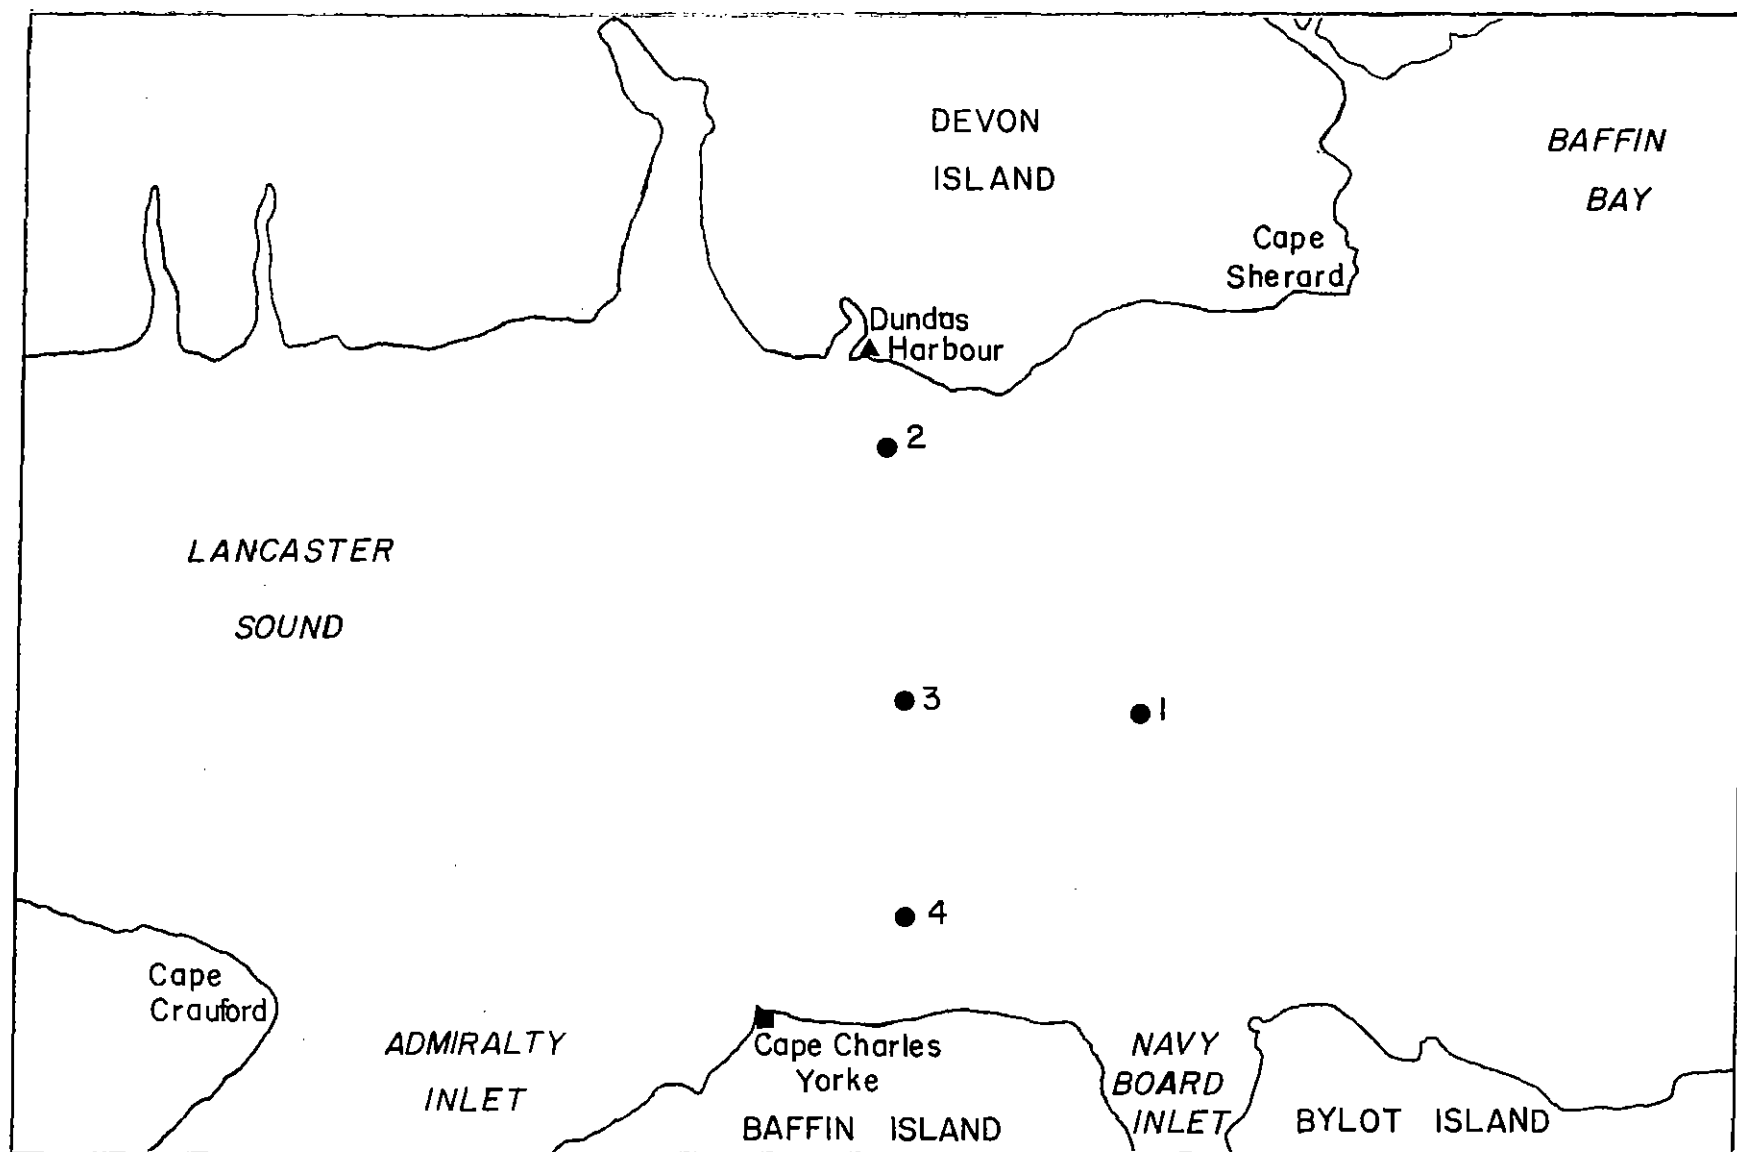 DEVON
ISLAND
BAFFIN
BAY
Cape
Sherard
Dundas
Harbour
2
LANCASTER
SOUND
3
1
4
Cape
Crauford
ADMIRALTY
INLET
Cape Charles
Yorke
BAFFIN ISLAND
NAVY
BOARD
INLET
BYLOT ISLAND